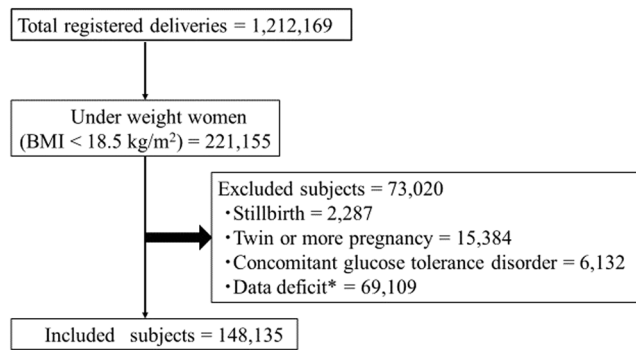 Total registered deliveries = 1,212,169
Under weight women
(BMI < 18.5 kg/m²) = 221,155
Excluded subjects = 73,020
・Stillbirth = 2,287
・Twin or more pregnancy = 15,384
・Concomitant glucose tolerance disorder = 6,132
・Data deficit* = 69,109
Included subjects = 148,135